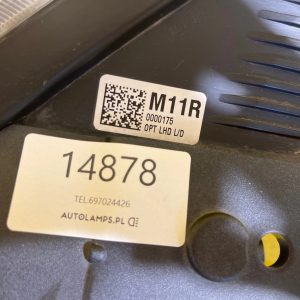 M11R
0000175
OPT LHD L/D
14878
TEL.697024426
AUTOLAMPS.PL